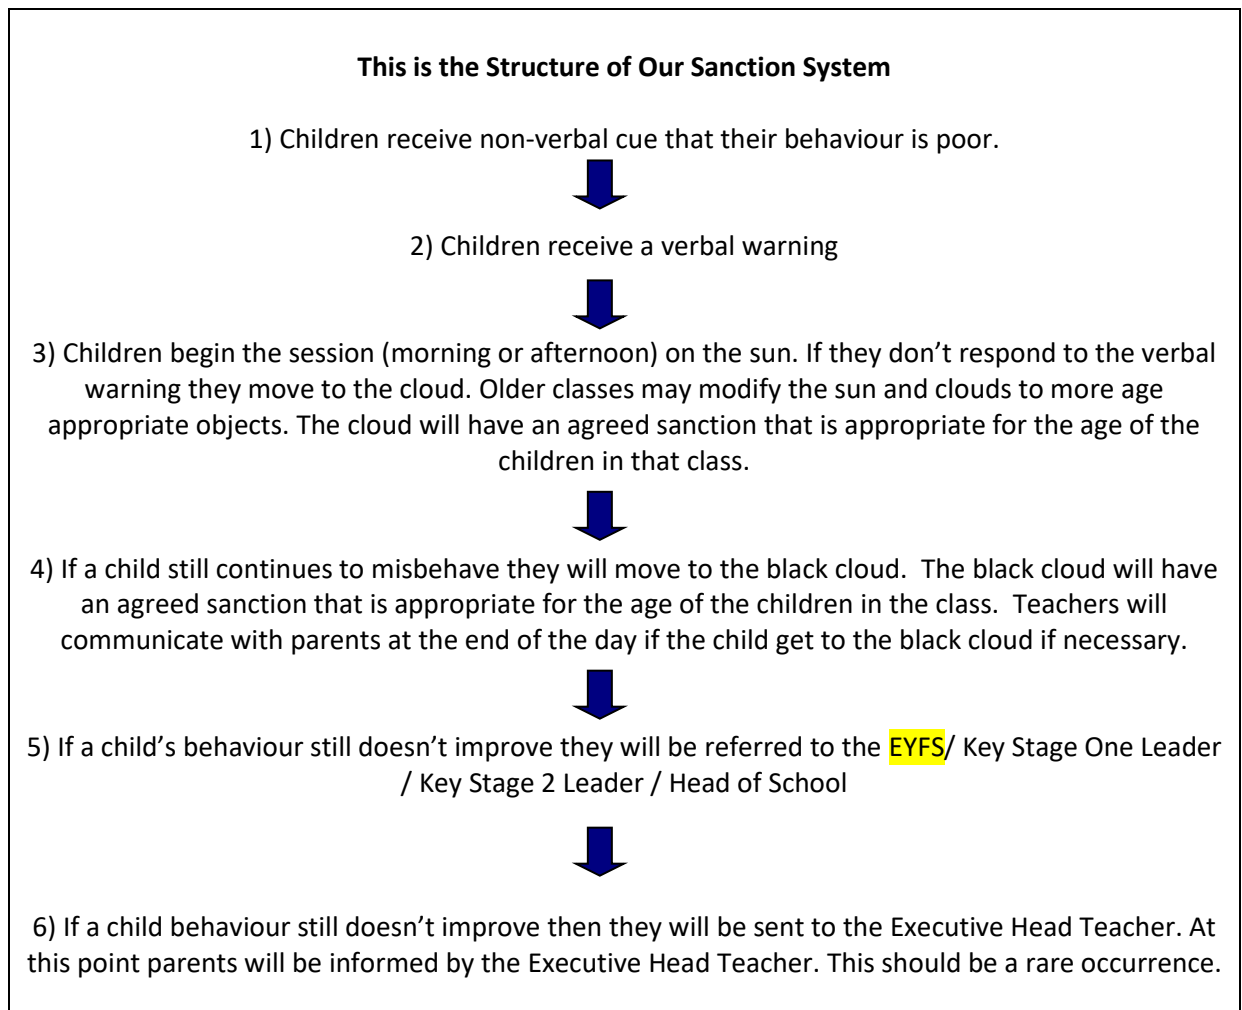 This is the Structure of Our Sanction System
1) Children receive non-verbal cue that their behaviour is poor.
2) Children receive a verbal warning
3) Children begin the session (morning or afternoon) on the sun. If they don’t respond to the verbal
warning they move to the cloud. Older classes may modify the sun and clouds to more age
appropriate objects. The cloud will have an agreed sanction that is appropriate for the age of the
children in that class.
4) If a child still continues to misbehave they will move to the black cloud.  The black cloud will have
an agreed sanction that is appropriate for the age of the children in the class.  Teachers will
communicate with parents at the end of the day if the child get to the black cloud if necessary.
5) If a child’s behaviour still doesn’t improve they will be referred to the EYFS/ Key Stage One Leader
/ Key Stage 2 Leader / Head of School
6) If a child behaviour still doesn’t improve then they will be sent to the Executive Head Teacher. At
this point parents will be informed by the Executive Head Teacher. This should be a rare occurrence.